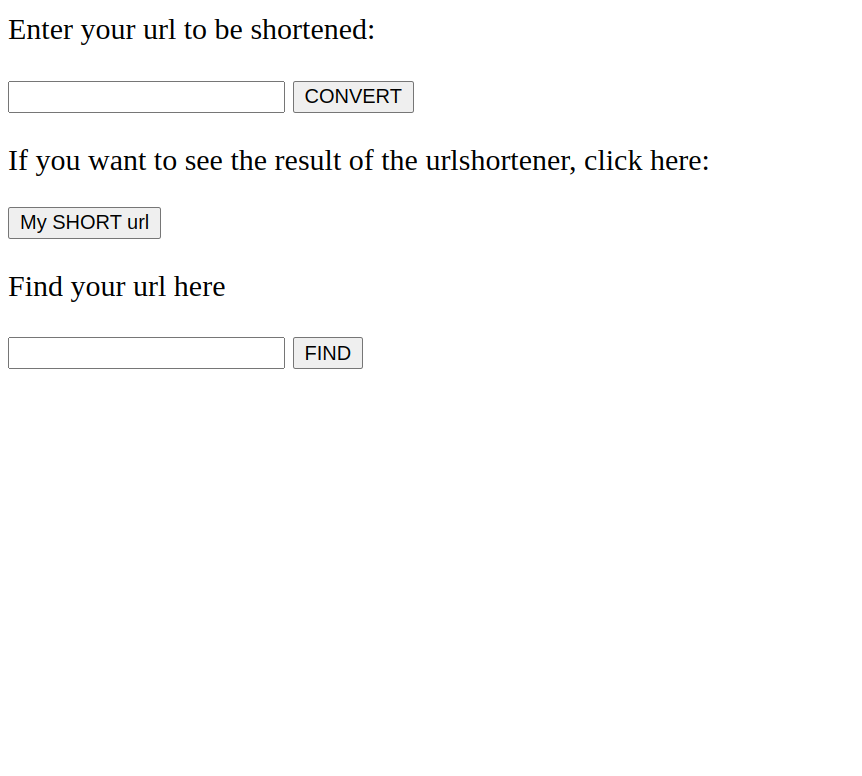 Enter your url to be shortened:
CONVERT
If you want to see the result of the urlshortener, click here:
My SHORT url
Find your url here
FIND